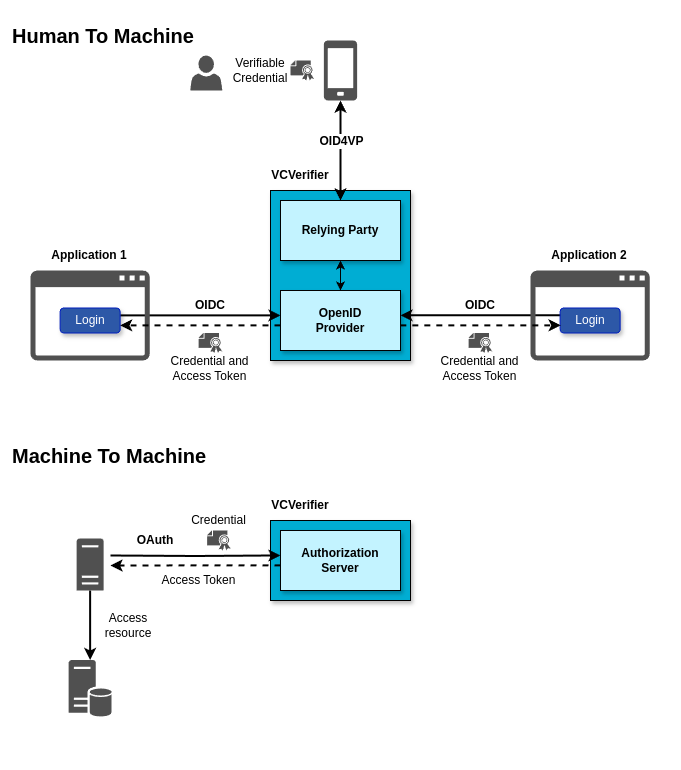 Human To Machine
Verifiable
Credential
OID4VP
VCVerifier
Relying Party
Application 1
Application 2
Login
OIDC
OpenID
Provider
OIDC
Login
Credential and
Access Token
Credential and
Access Token
Machine To Machine
VCVerifier
Credential
OAuth
Authorization
Server
Access Token
Access
resource